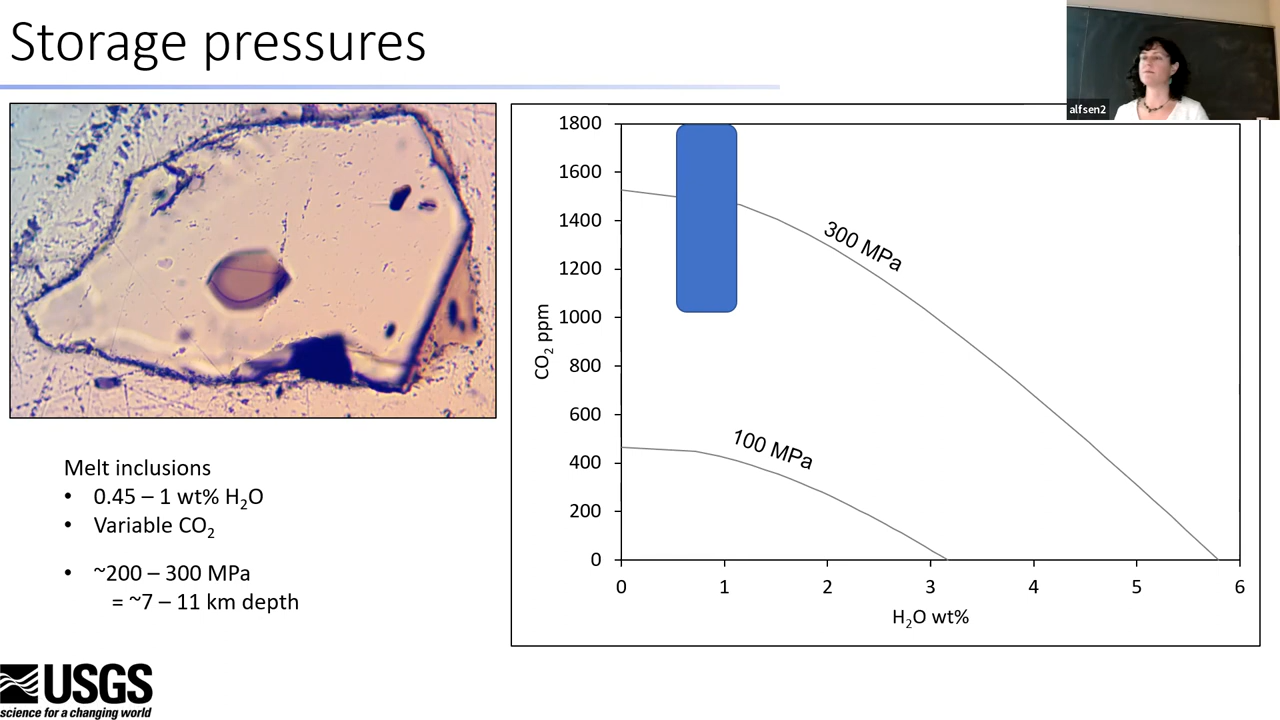 Storage pressures
alfsen2
1800
1600
1400
1200
1000
800
600
400
200
0
CO₂ ppm
300 MPa
100 MPa
0 1 2 3 4 5 6
H₂O wt%
Melt inclusions
• 0.45 – 1 wt% H₂O
• Variable CO₂
• ~200 – 300 MPa
= ~7 – 11 km depth
USGS
science for a changing world